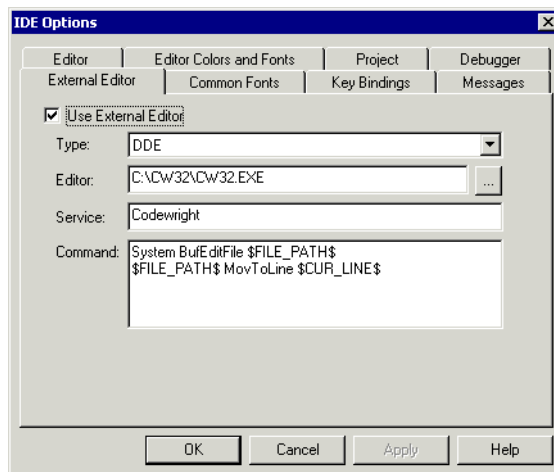 IDE Options
Editor Editor Colors and Fonts Project Debugger
External Editor Common Fonts Key Bindings Messages
Use External Editor
Type: DDE
Editor: C:\CW32\CW32.EXE ...
Service: Codewright
Command: System BufEditFile $FILE_PATH$
$FILE_PATH$ MovToLine $CUR_LINE$
OK Cancel Apply Help